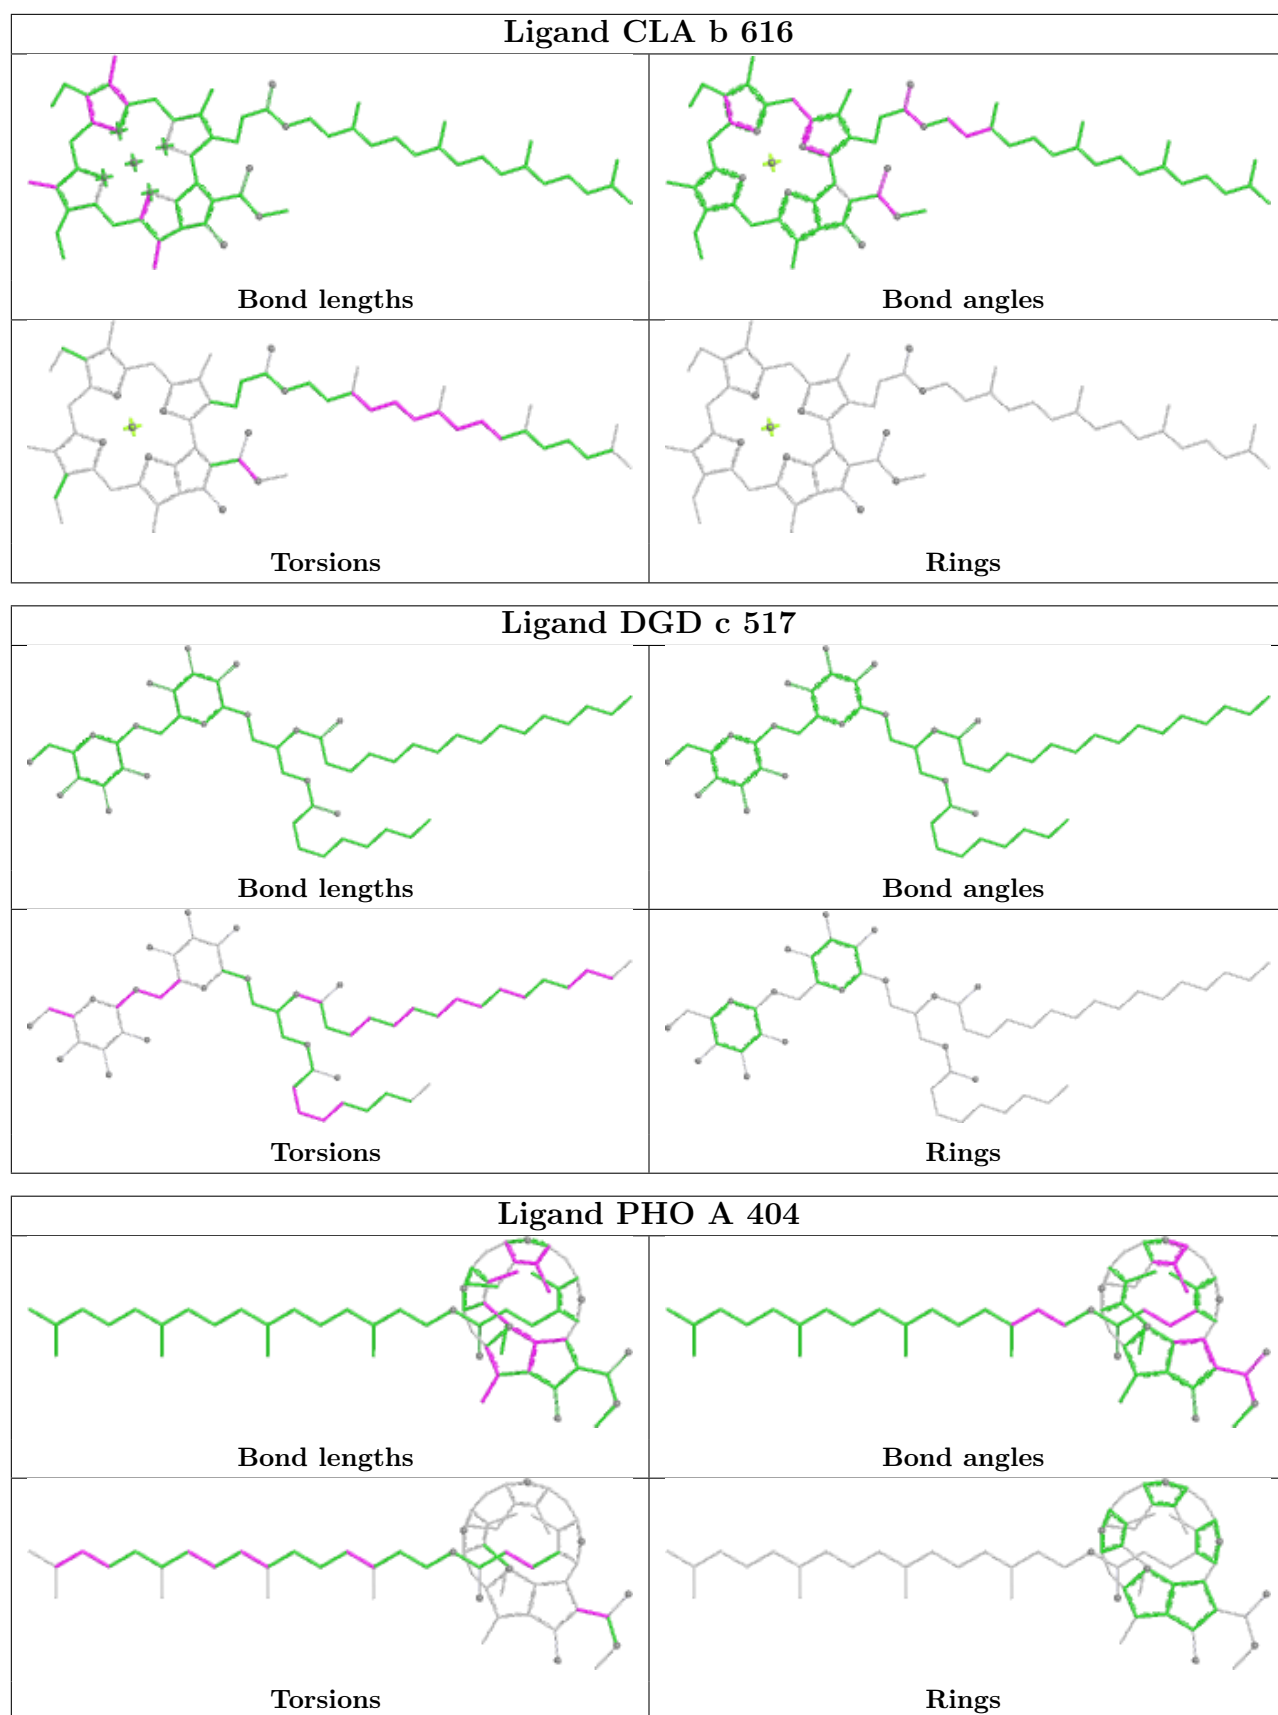 Ligand CLA b 616
Bond lengths
Bond angles
Torsions
Rings
Ligand DGD c 517
Bond lengths
Bond angles
Torsions
Rings
Ligand PHO A 404
Bond lengths
Bond angles
Torsions
Rings